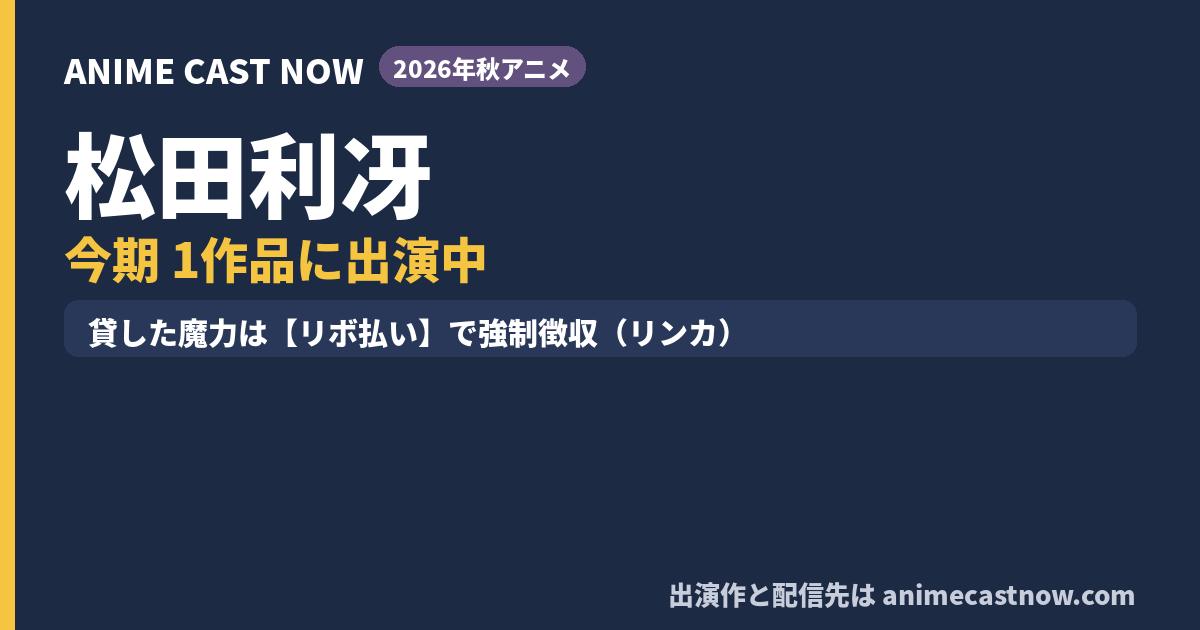 ANIME CAST NOW 2026年秋アニメ
松田利冴
今期 1作品に出演中
貸した魔力は【リボ払い】で強制徴収（リンカ）
出演作と配信先は animecastnow.com